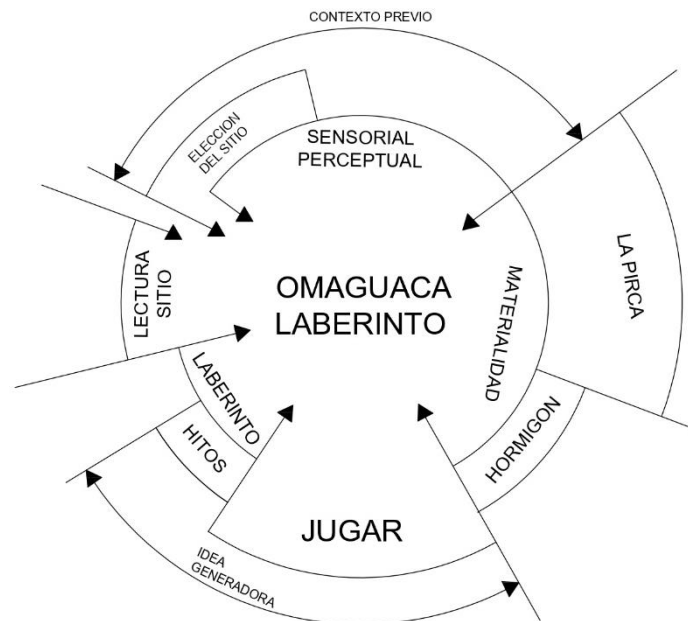 CONTEXTO PREVIO
ELECCION
DEL SITIO
SENSORIAL
PERCEPTUAL
LA PIRCA
OMAGUACA
LABERINTO
LECTURA
SITIO
MATERIALIDAD
LABERINTO
HITOS
HORMIGON
JUGAR
IDEA
GENERADORA